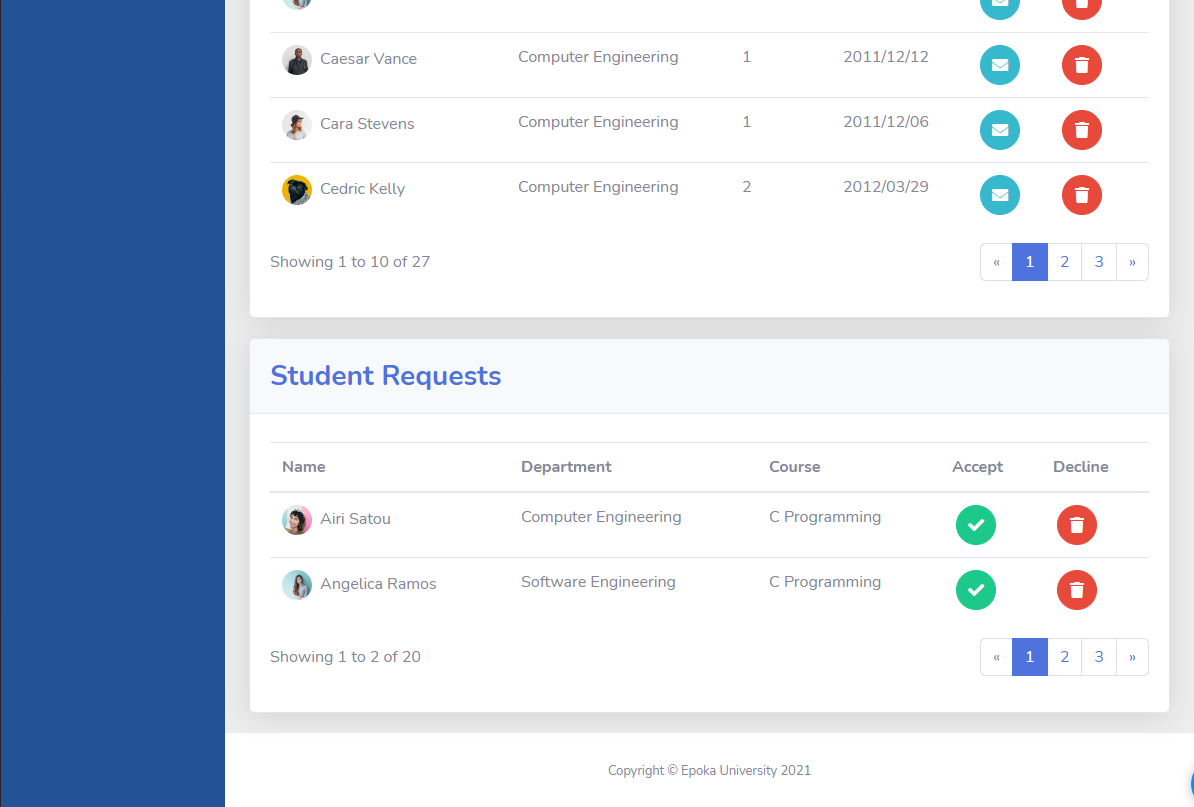 Caesar Vance Computer Engineering 1 2011/12/12
Cara Stevens Computer Engineering 1 2011/12/06
Cedric Kelly Computer Engineering 2 2012/03/29
Showing 1 to 10 of 27 « 1 2 3 »
Student Requests
Name Department Course Accept Decline
Airi Satou Computer Engineering C Programming
Angelica Ramos Software Engineering C Programming
Showing 1 to 2 of 20 « 1 2 3 »
Copyright © Epoka University 2021